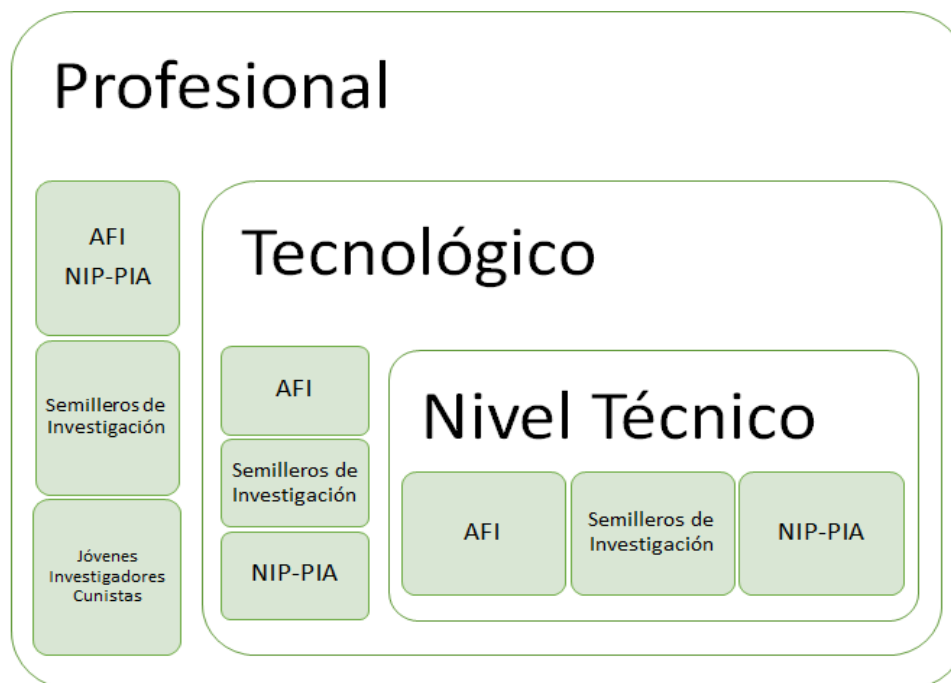 Profesional
AFI
NIP-PIA
Semilleros de
Investigación
Jóvenes
Investigadores
Cunistas
Tecnológico
AFI
Semilleros de
Investigación
NIP-PIA
Nivel Técnico
AFI
Semilleros de
Investigación
NIP-PIA